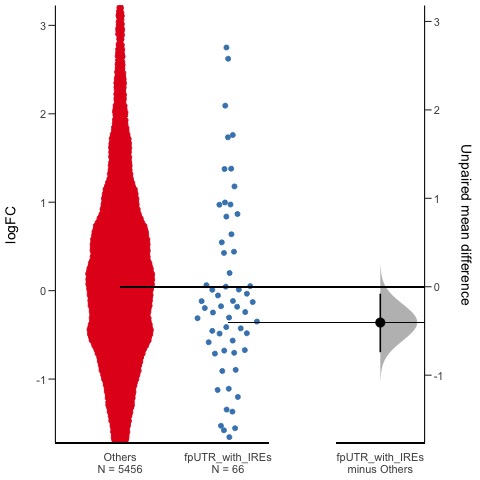 3
2
1
0
-1
logFC
3
2
1
0
-1
Unpaired mean difference
Others
N = 5456
fpUTR_with_IREs
N = 66
fpUTR_with_IREs
minus Others